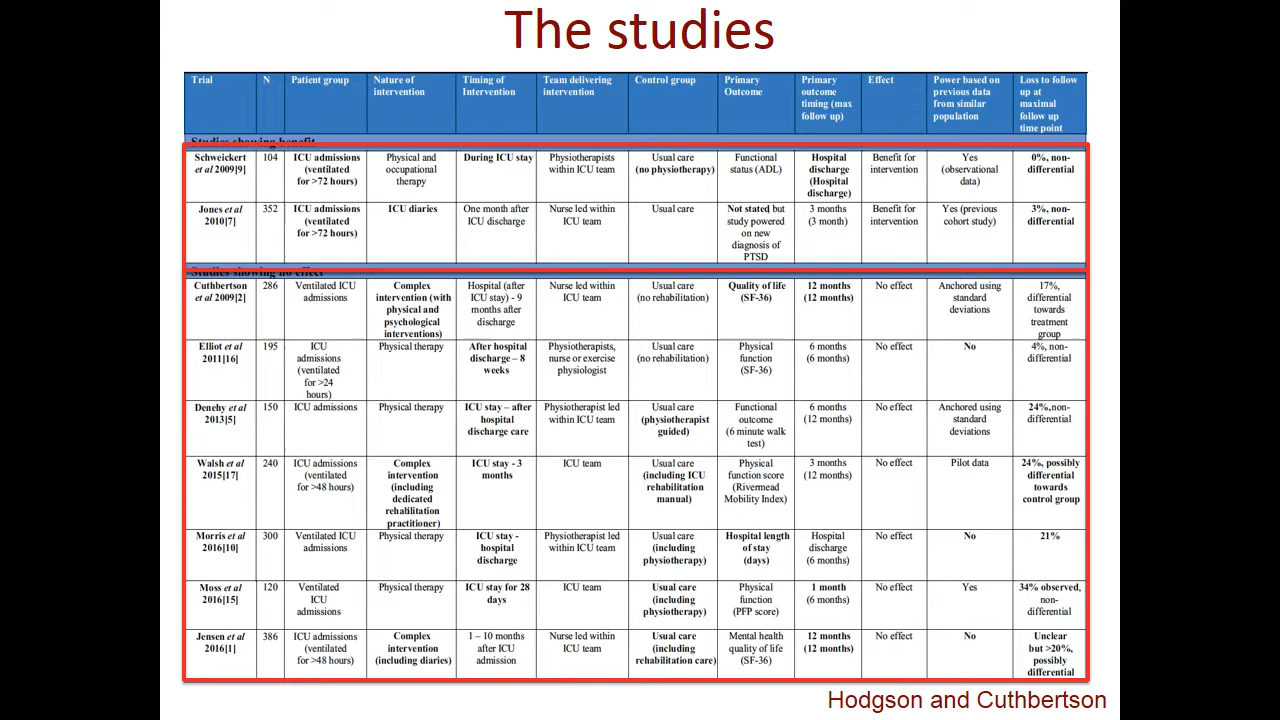 The studies
Trial N Patient group Nature of intervention Timing of Intervention Team delivering intervention Control group Primary Outcome Primary outcome timing (max follow up) Effect Power based on previous data from similar population Loss to follow up at maximal follow up time point
Studies showing benefit
Schweickert et al 2009[9] 104 ICU admissions (ventilated for >72 hours) Physical and occupational therapy During ICU stay Physiotherapists within ICU team Usual care (no physiotherapy) Functional status (ADL) Hospital discharge (Hospital discharge) Benefit for intervention Yes (observational data) 0%, non-differential
Jones et al 2010[7] 352 ICU admissions (ventilated for >72 hours) ICU diaries One month after ICU discharge Nurse led within ICU team Usual care Not stated but study powered on new diagnosis of PTSD 3 months (3 month) Benefit for intervention Yes (previous cohort study) 3%, non-differential
Studies showing no effect
Cuthbertson et al 2009[2] 286 Ventilated ICU admissions Complex intervention (with physical and psychological interventions) Hospital (after ICU stay) - 9 months after discharge Nurse led within ICU team Usual care (no rehabilitation) Quality of life (SF-36) 12 months (12 months) No effect Anchored using standard deviations 17%, differential towards treatment group
Elliot et al 2011[16] 195 ICU admissions (ventilated for >24 hours) Physical therapy After hospital discharge – 8 weeks Physiotherapists, nurse or exercise physiologist Usual care (no rehabilitation) Physical function (SF-36) 6 months (6 months) No effect No 4%, non-differential
Denehy et al 2013[5] 150 ICU admissions Physical therapy ICU stay – after hospital discharge care Physiotherapist led within ICU team Usual care (physiotherapist guided) Functional outcome (6 minute walk test) 6 months (12 months) No effect Anchored using standard deviations 24%,non-differential
Walsh et al 2015[17] 240 ICU admissions (ventilated for >48 hours) Complex intervention (including dedicated rehabilitation practitioner) ICU stay - 3 months ICU team Usual care (including ICU rehabilitation manual) Physical function score (Rivermead Mobility Index) 3 months (12 months) No effect Pilot data 24%, possibly differential towards control group
Morris et al 2016[10] 300 Ventilated ICU admissions Physical therapy ICU stay - hospital discharge Physiotherapist led within ICU team Usual care (including physiotherapy) Hospital length of stay (days) Hospital discharge (6 months) No effect No 21%
Moss et al 2016[15] 120 Ventilated ICU admissions Physical therapy ICU stay for 28 days ICU team Usual care (including physiotherapy) Physical function (PFP score) 1 month (6 months) No effect Yes 34% observed, non-differential
Jensen et al 2016[1] 386 ICU admissions (ventilated for >48 hours) Complex intervention (including diaries) 1 – 10 months after ICU admission Nurse led within ICU team Usual care (including rehabilitation care) Mental health quality of life (SF-36) 12 months (12 months) No effect No Unclear but >20%, possibly differential
Hodgson and Cuthbertson